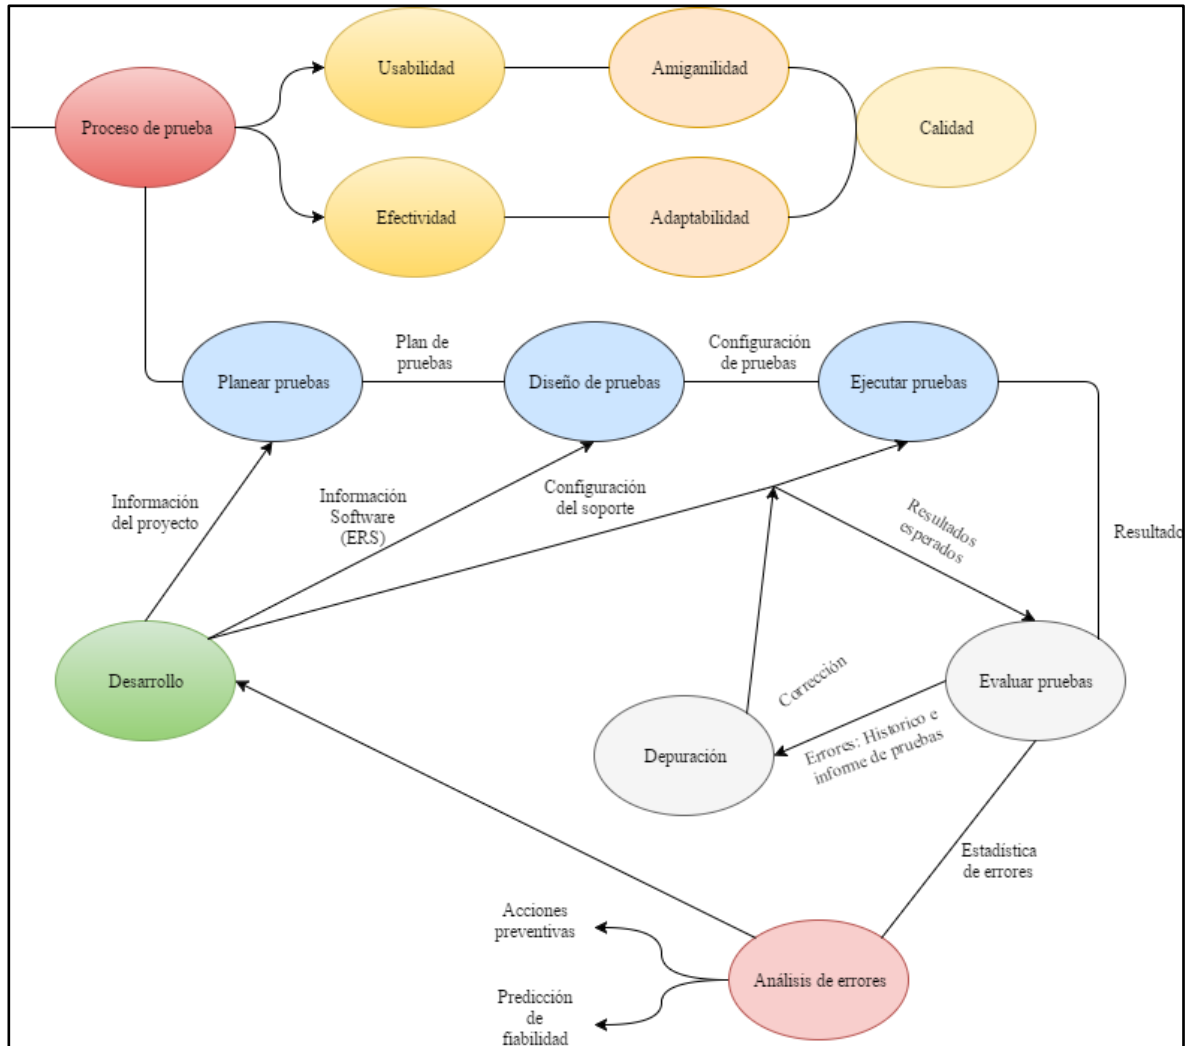 Usabilidad
Amiganilidad
Proceso de prueba
Calidad
Efectividad
Adaptabilidad
Plan de
pruebas
Configuración
de pruebas
Planear pruebas
Diseño de pruebas
Ejecutar pruebas
Información
del proyecto
Información
Software
(ERS)
Configuración
del soporte
Resultados
esperados
Resultado
Desarrollo
Corrección
Evaluar pruebas
Errores: Historico e
informe de pruebas
Depuración
Estadística
de errores
Acciones
preventivas
Análisis de errores
Predicción
de
fiabilidad